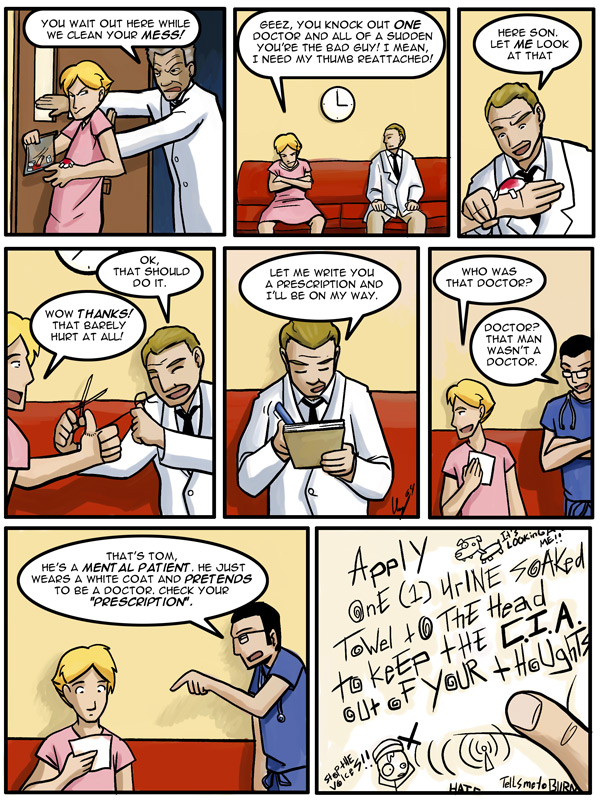 YOU WAIT OUT HERE WHILE
WE CLEAN YOUR MESS!
GEEZ, YOU KNOCK OUT ONE
DOCTOR AND ALL OF A SUDDEN
YOU'RE THE BAD GUY! I MEAN,
I NEED MY THUMB REATTACHED!
HERE SON.
LET ME LOOK
AT THAT
OK,
THAT SHOULD
DO IT.
WOW THANKS!
THAT BARELY
HURT AT ALL!
LET ME WRITE YOU
A PRESCRIPTION AND
I'LL BE ON MY WAY.
WHO WAS
THAT DOCTOR?
DOCTOR?
THAT MAN
WASN'T A
DOCTOR.
THAT'S TOM,
HE'S A MENTAL PATIENT. HE JUST
WEARS A WHITE COAT AND PRETENDS
TO BE A DOCTOR. CHECK YOUR
"PRESCRIPTION".
It's
LOOKING
ME!!
Apply
OnE (1) UrINE SOAKed
TOWel tO THE Head
to kEEP tHE C.I.A.
OUt OF YOUR tHOUGHTS
StOP tHE
VOICES!!
HATE
Tells me to BURN